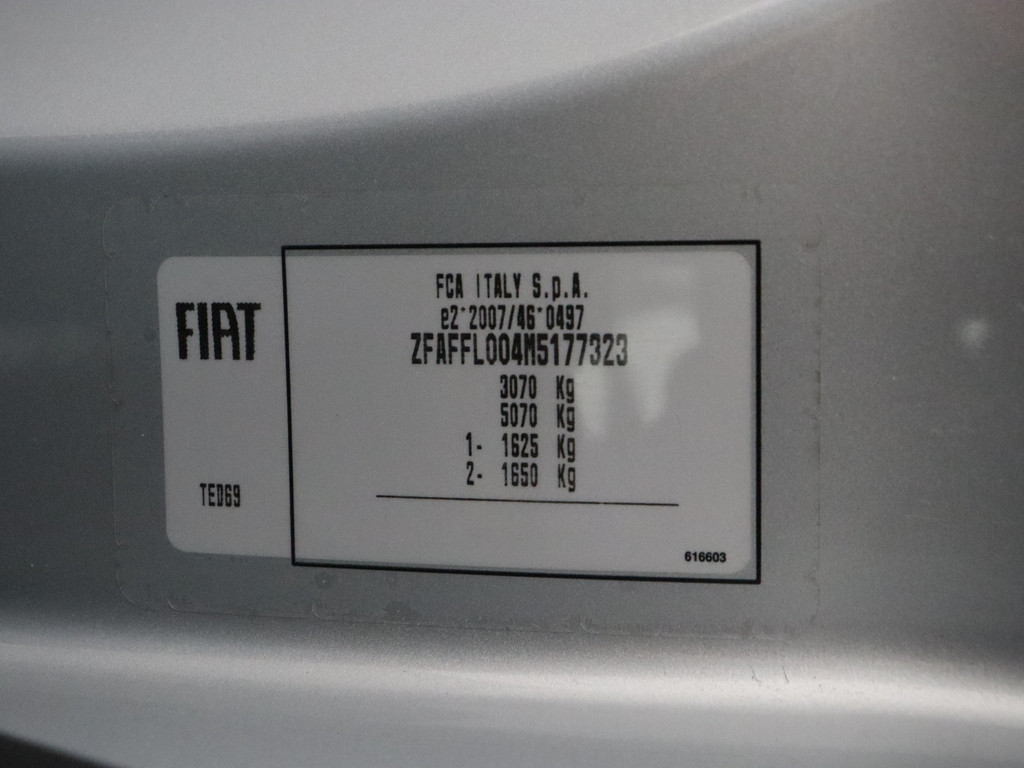 FIAT
FCA ITALY S.p.A.
e2*2007/46*0497
ZFAFFL004M5177323
3070 Kg
5070 Kg
1- 1625 Kg
2- 1650 Kg
TED69
616603